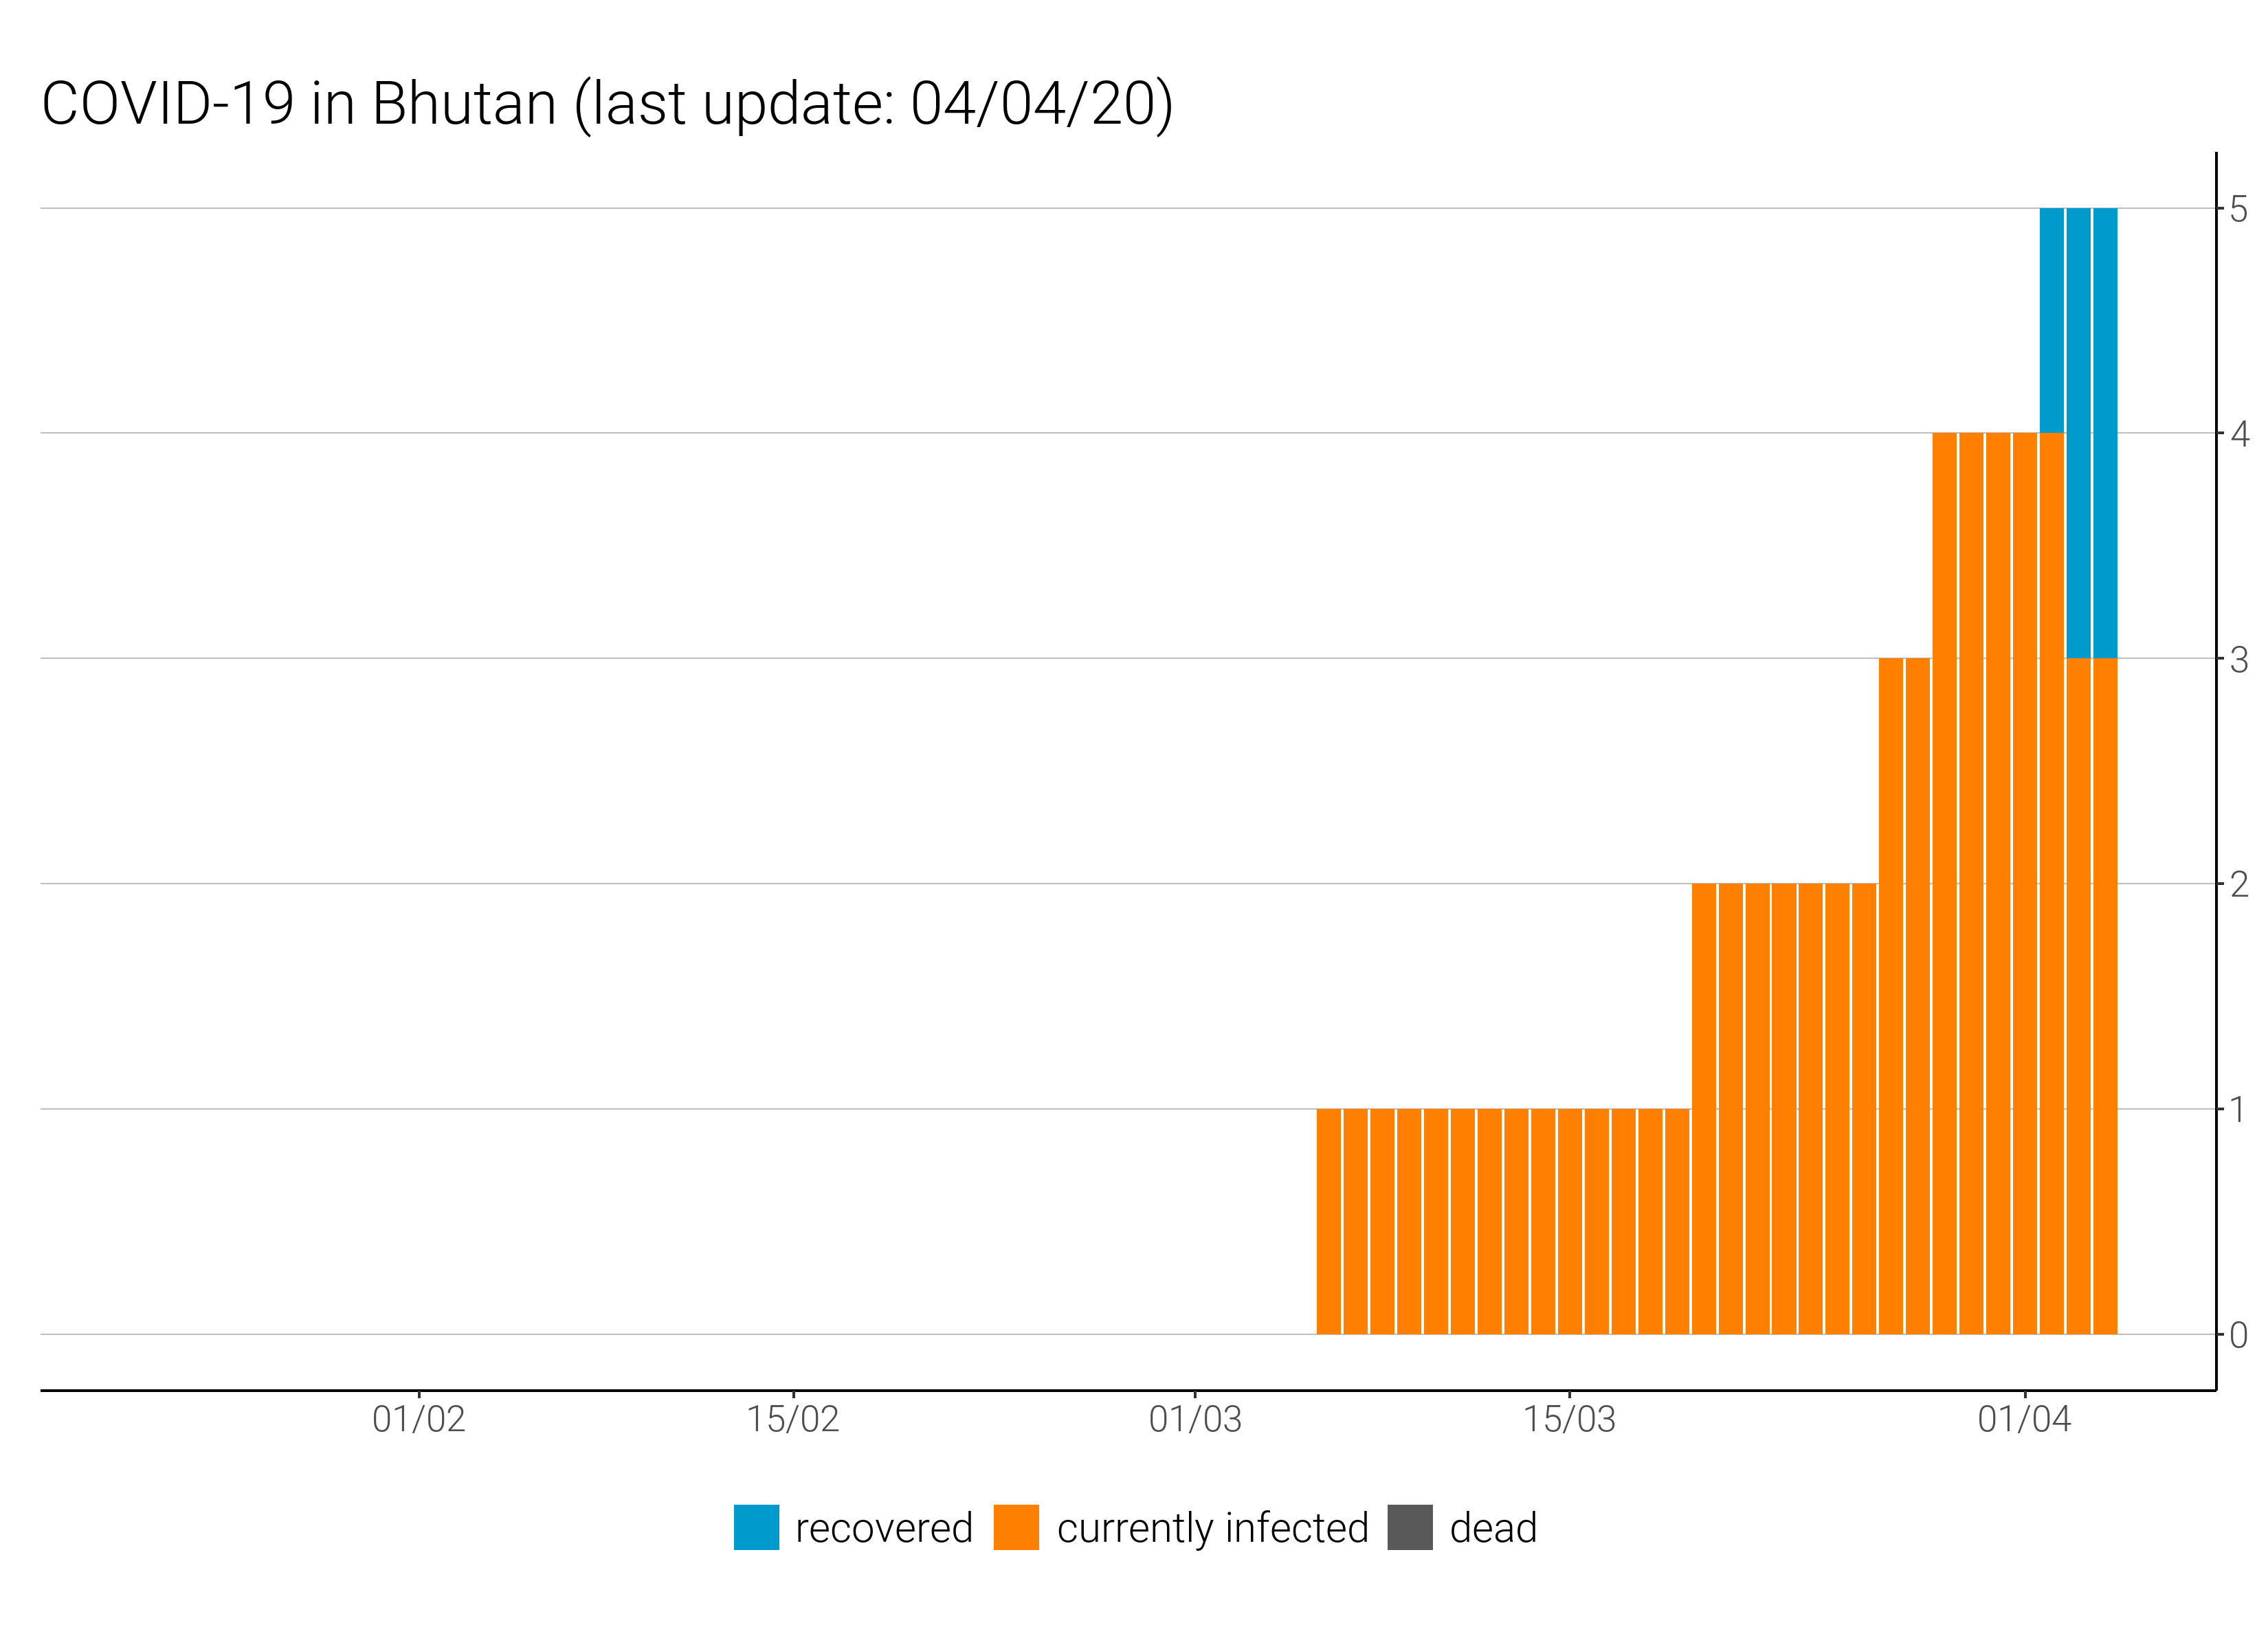 COVID-19 in Bhutan (last update: 04/04/20)
5
4
3
2
1
0
01/02 15/02 01/03 15/03 01/04
recovered currently infected dead